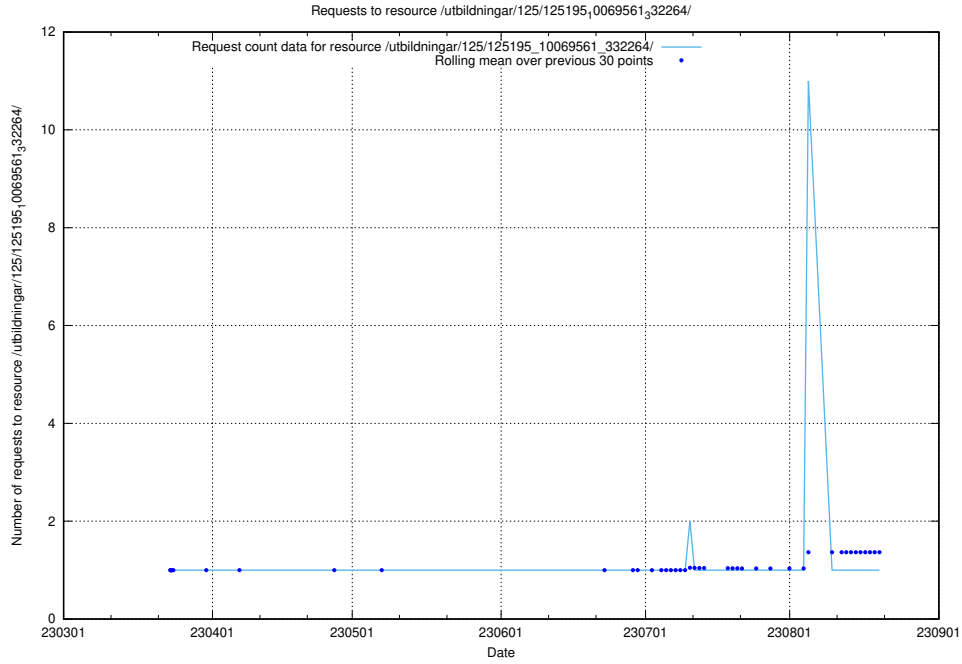 Requests to resource /utbildningar/125/125195₁0069561₃32264/
Request count data for resource /utbildningar/125/125195_10069561_332264/
Rolling mean over previous 30 points
Number of requests to resource /utbildningar/125/125195₁0069561₃32264/
12
10
8
6
4
2
0
230301 230401 230501 230601 230701 230801 230901
Date